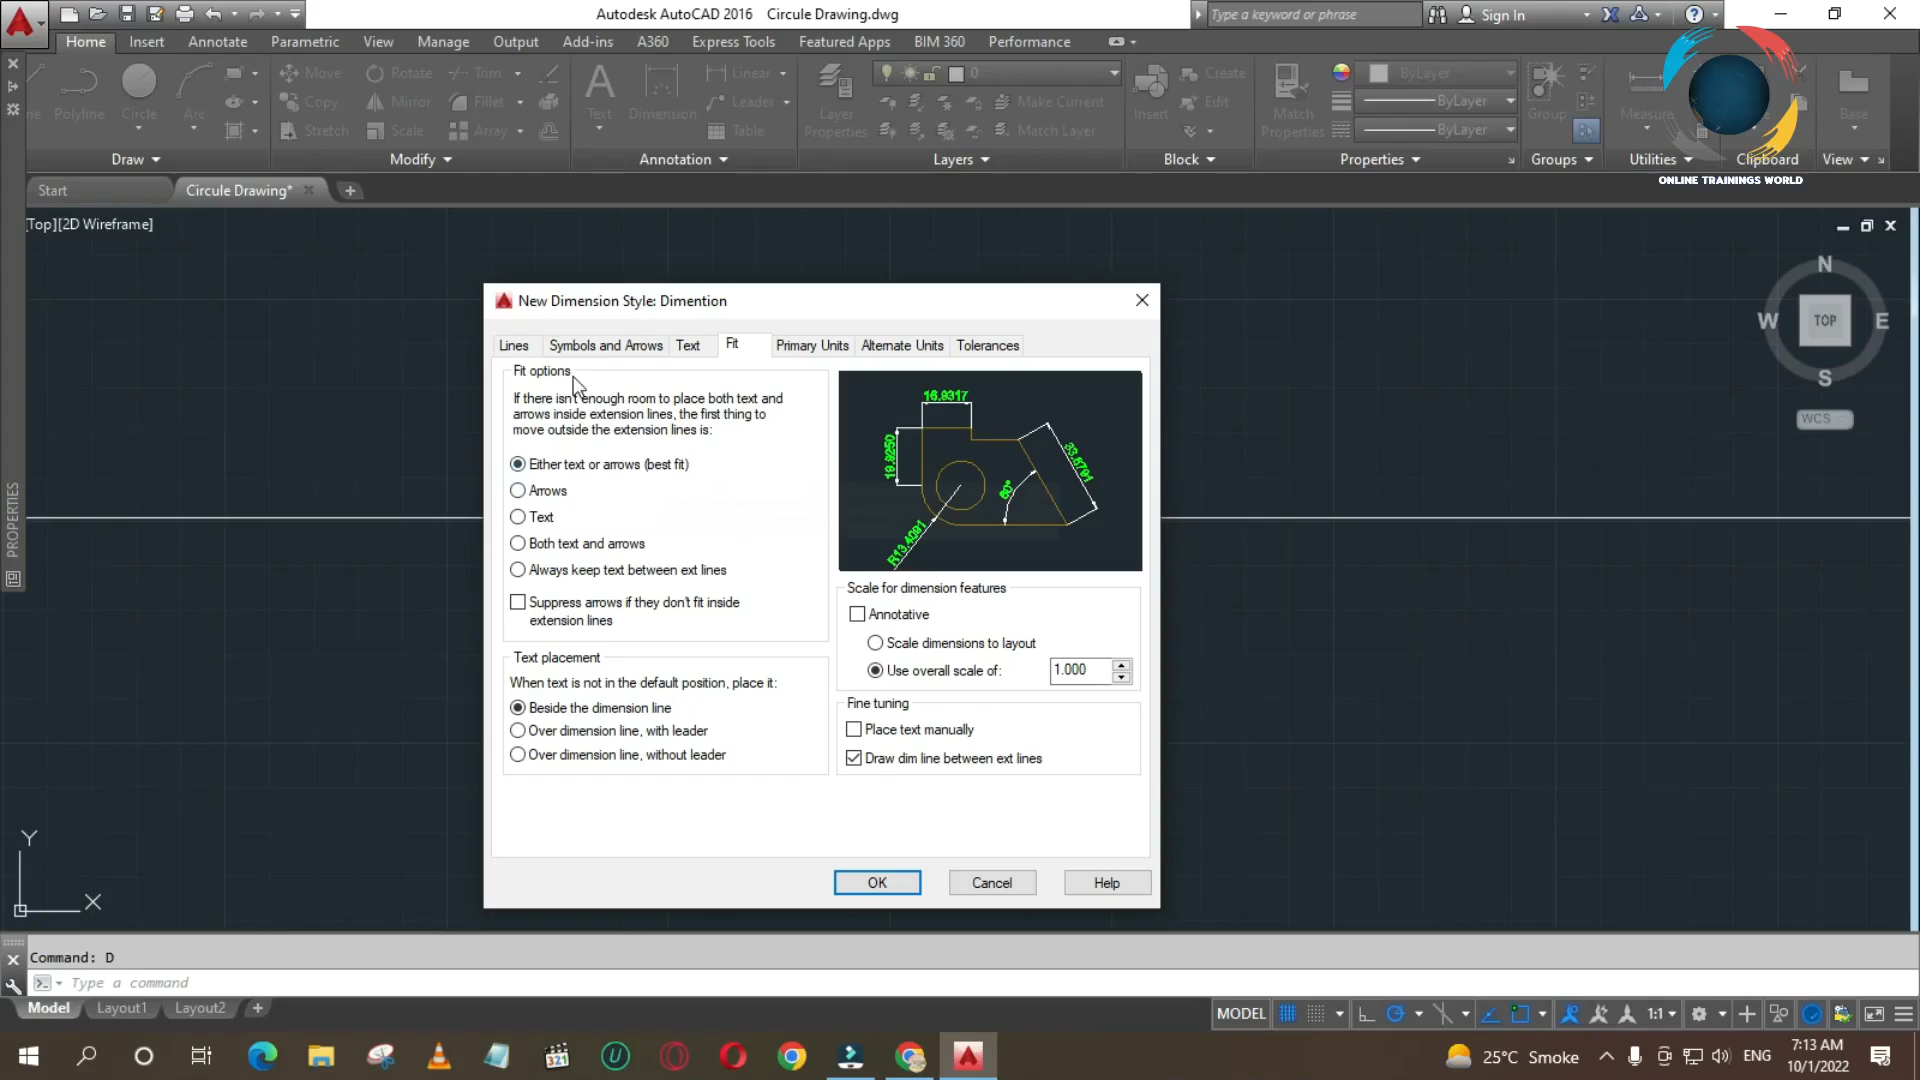 Autodesk AutoCAD 2016 Circule Drawing.dwg
Type a keyword or phrase
Sign In
Home Insert Annotate Parametric View Manage Output Add-ins A360 Express Tools Featured Apps BIM 360 Performance
Move Rotate Trim Linear 0 Create ByLayer
Copy Mirror Fillet Leader Make Current Edit ByLayer
Polyline Circle Arc Text Dimension Layer Properties Insert Match Properties Group Measure Base
Stretch Scale Array Table Match Layer ByLayer
Draw Modify Annotation Layers Block Properties Groups Utilities Clipboard View
ONLINE TRAININGS WORLD
Start Circule Drawing*
[Top][2D Wireframe]
N
W TOP E
S
WCS
PROPERTIES
New Dimension Style: Dimention
Lines Symbols and Arrows Text Fit Primary Units Alternate Units Tolerances
Fit options
If there isn't enough room to place both text and
arrows inside extension lines, the first thing to
move outside the extension lines is:
Either text or arrows (best fit)
Arrows
Text
Both text and arrows
Always keep text between ext lines
Suppress arrows if they don't fit inside
extension lines
Text placement
When text is not in the default position, place it:
Beside the dimension line
Over dimension line, with leader
Over dimension line, without leader
16.9317
19.9250
33.6791
60°
R13.4091
Scale for dimension features
Annotative
Scale dimensions to layout
Use overall scale of: 1.000
Fine tuning
Place text manually
Draw dim line between ext lines
OK Cancel Help
Y
X
Command: D
Type a command
Model Layout1 Layout2
MODEL 1:1
321
25°C Smoke
ENG
7:13 AM
10/1/2022